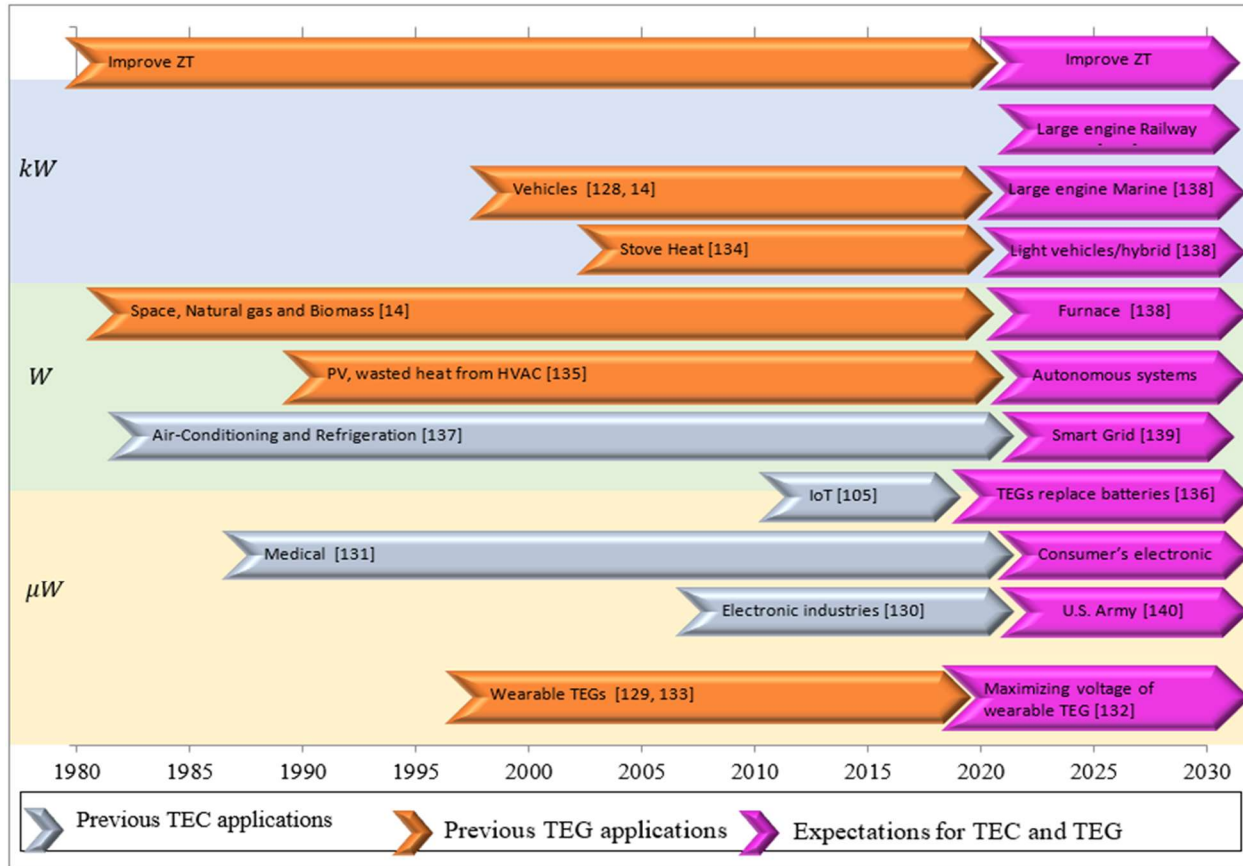 Improve ZT
Improve ZT
Large engine Railway
kW
Vehicles [128, 14]
Large engine Marine [138]
Stove Heat [134]
Light vehicles/hybrid [138]
Space, Natural gas and Biomass [14]
Furnace [138]
W
PV, wasted heat from HVAC [135]
Autonomous systems
Air-Conditioning and Refrigeration [137]
Smart Grid [139]
IoT [105]
TEGs replace batteries [136]
Medical [131]
Consumer’s electronic
μW
Electronic industries [130]
U.S. Army [140]
Wearable TEGs [129, 133]
Maximizing voltage of
wearable TEG [132]
1980 1985 1990 1995 2000 2005 2010 2015 2020 2025 2030
Previous TEC applications
Previous TEG applications
Expectations for TEC and TEG